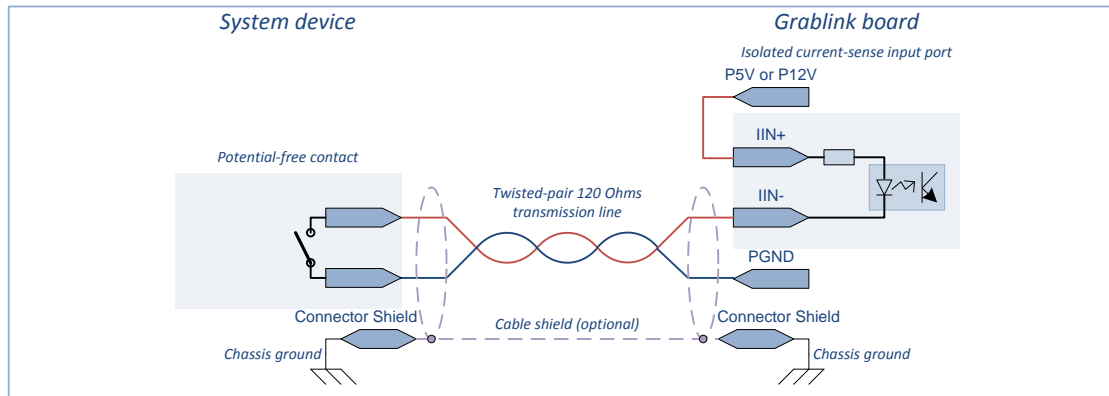 System device
Grablink board
Isolated current-sense input port
P5V or P12V
IIN+
Potential-free contact
Twisted-pair 120 Ohms
transmission line
IIN-
PGND
Connector Shield
Cable shield (optional)
Connector Shield
Chassis ground
Chassis ground